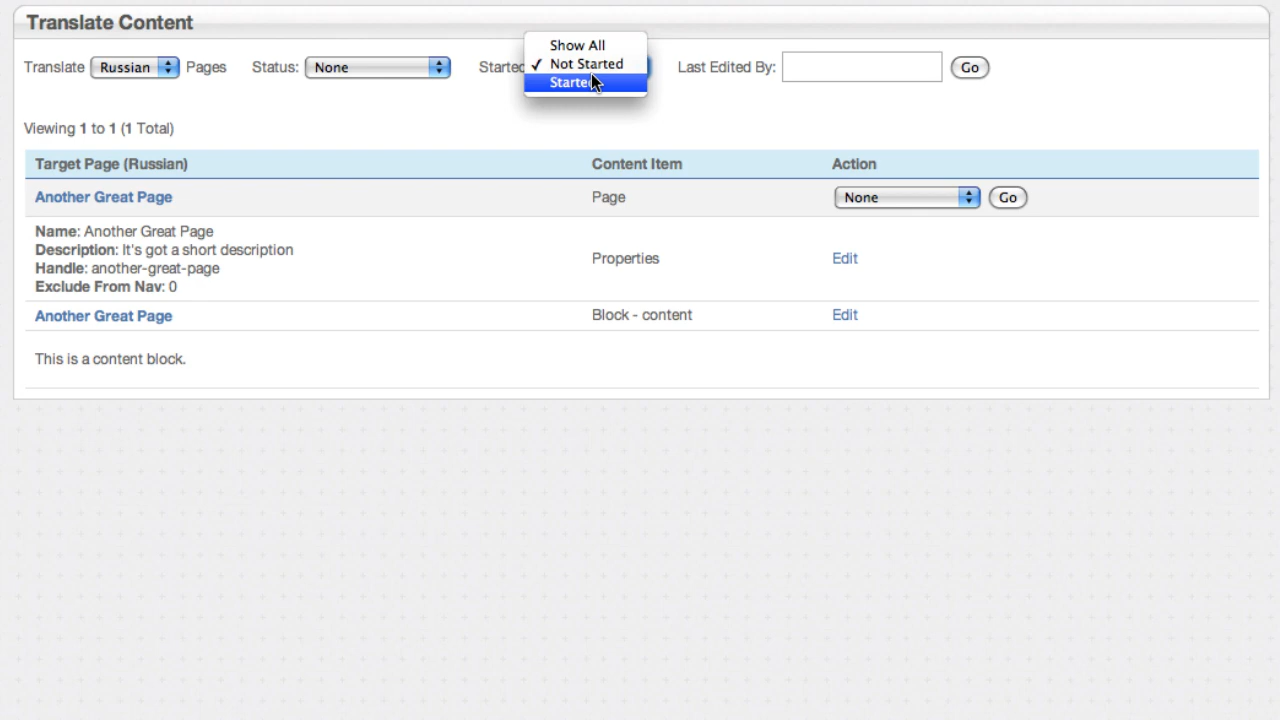 Translate Content
Show All
✓ Not Started
Started
Translate Russian Pages Status: None Started Last Edited By: Go
Viewing 1 to 1 (1 Total)
Target Page (Russian) Content Item Action
Another Great Page Page None Go
Name: Another Great Page
Description: It's got a short description
Handle: another-great-page
Exclude From Nav: 0
Properties Edit
Another Great Page Block - content Edit
This is a content block.